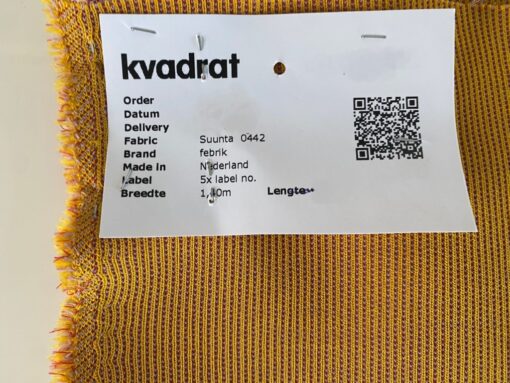 kvadrat
Order
Datum
Delivery
Fabric Suunta 0442
Brand febrik
Made in Nederland
Label 5x label no.
Breedte 1,40m Lengte